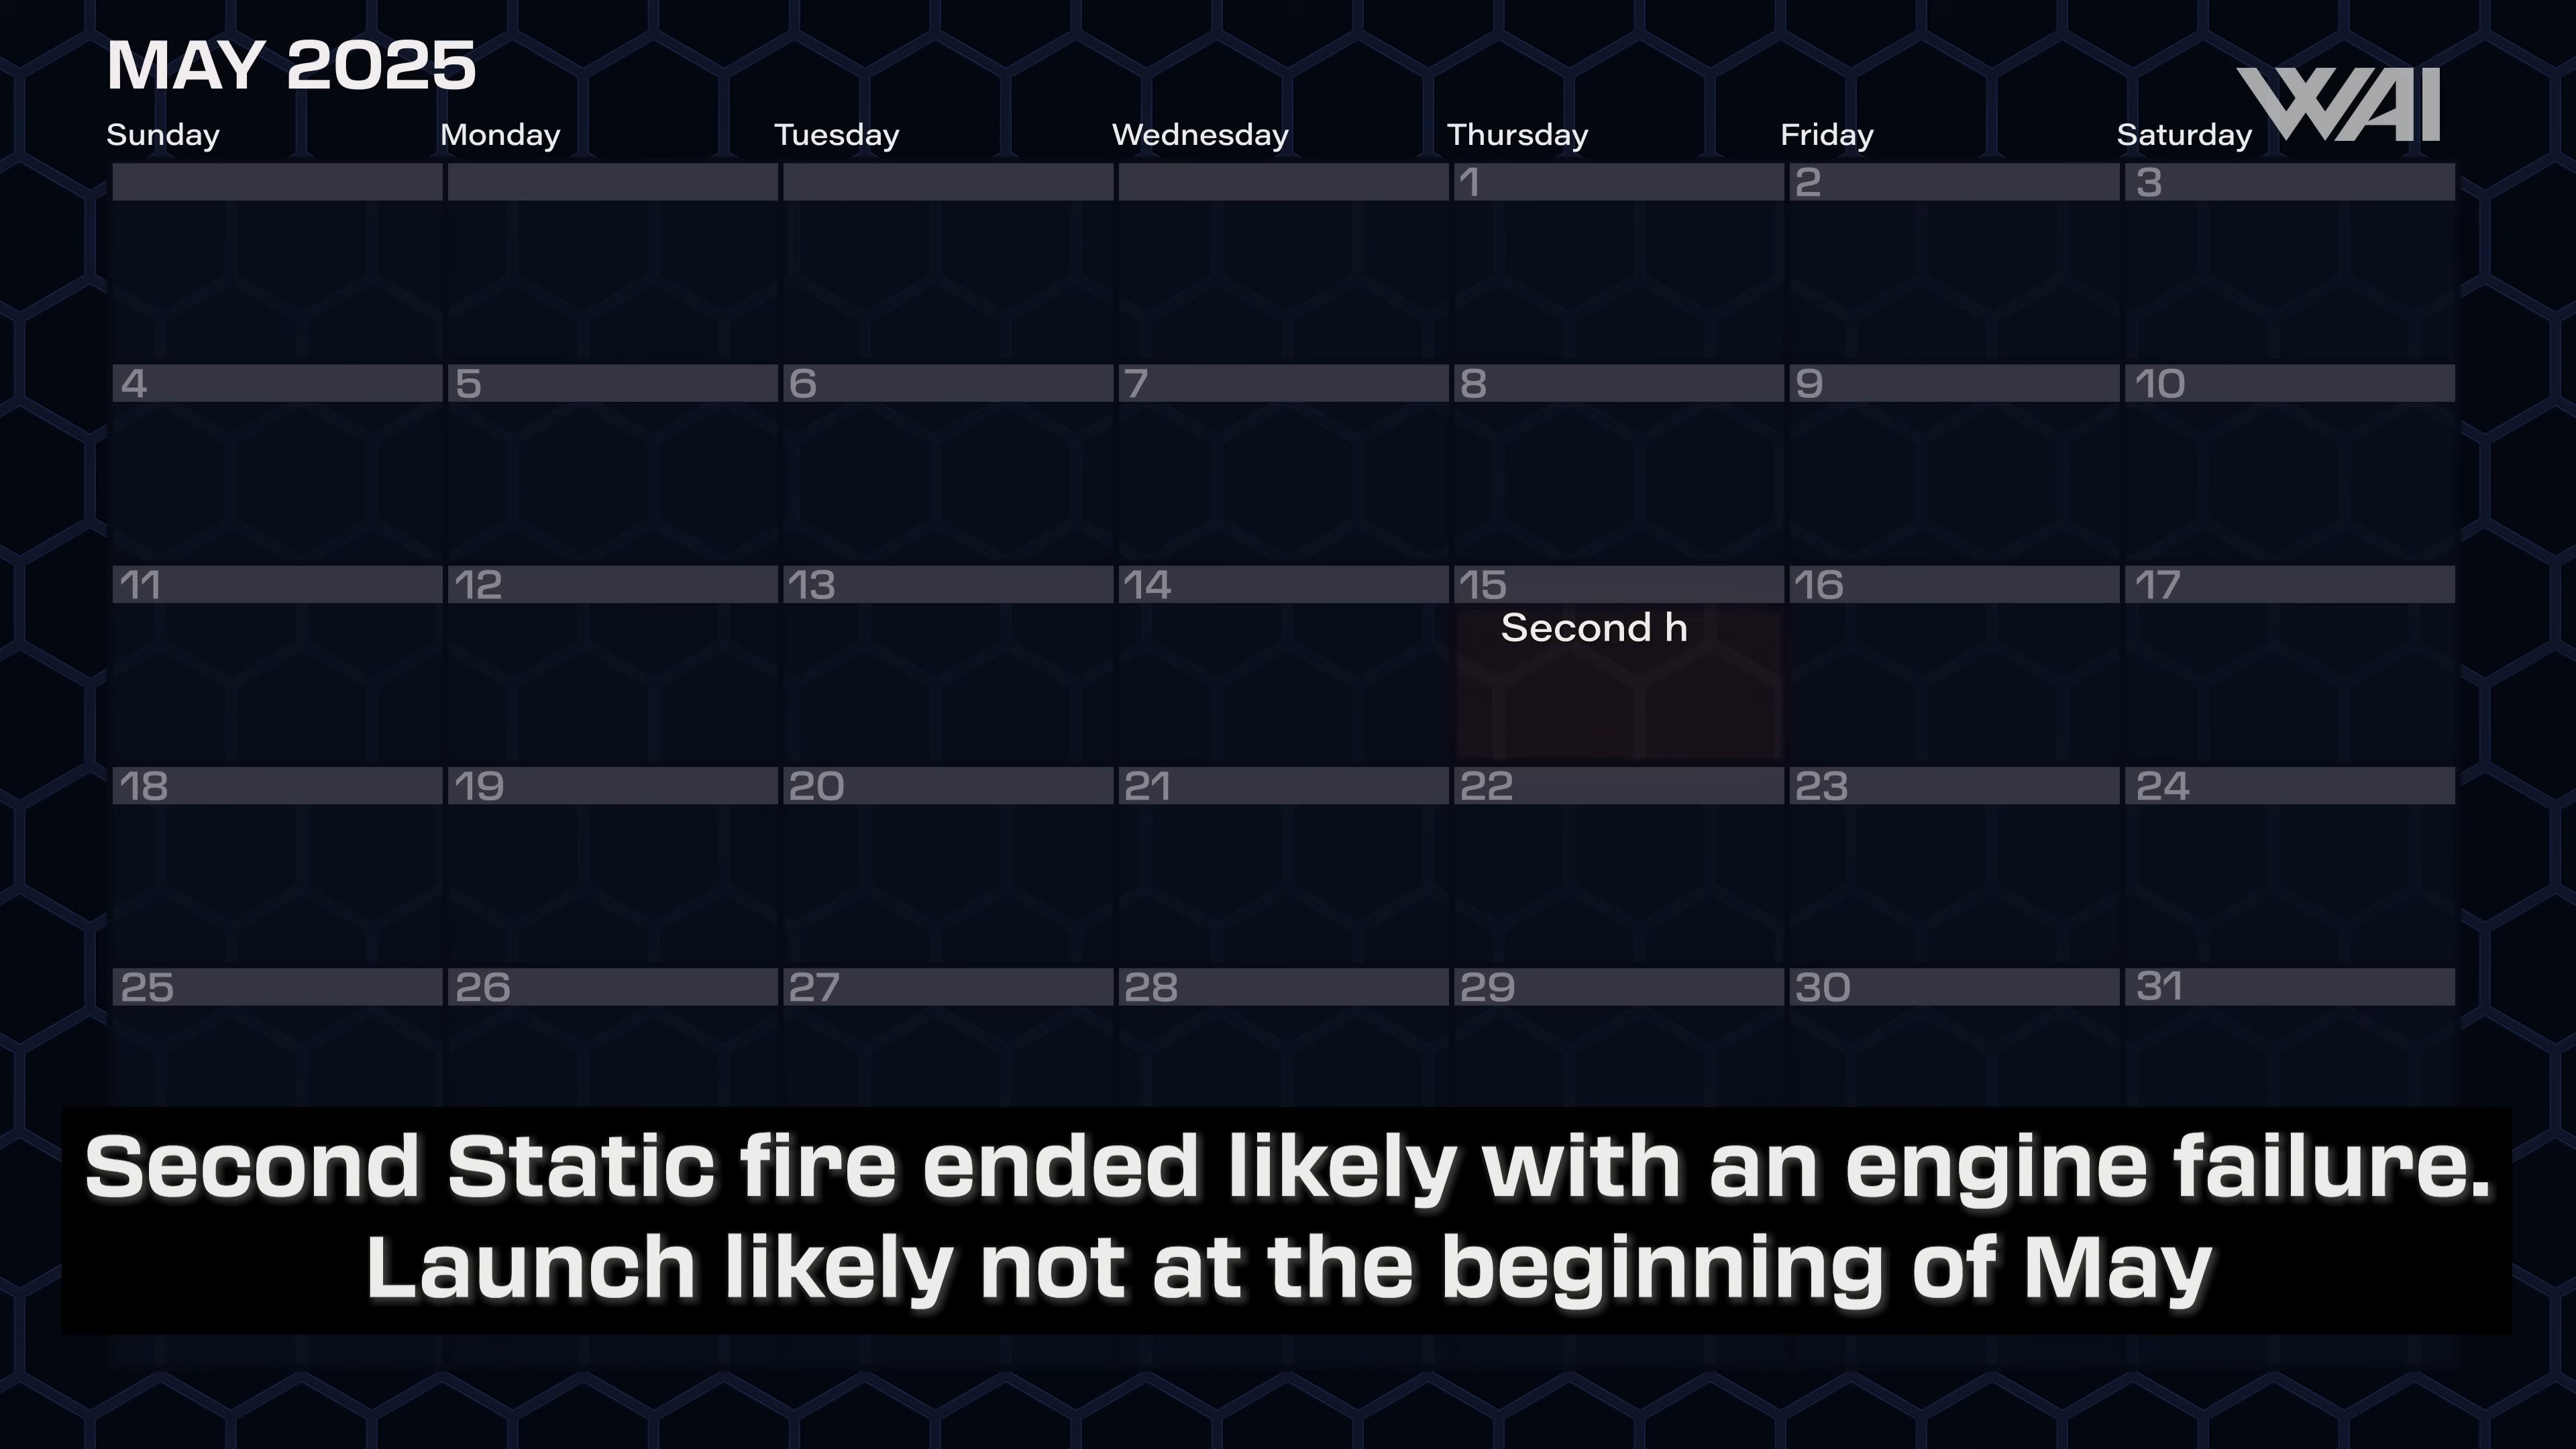 MAY 2025
WAI
Sunday Monday Tuesday Wednesday Thursday Friday Saturday
1 2 3
4 5 6 7 8 9 10
11 12 13 14 15 16 17
Second h
18 19 20 21 22 23 24
25 26 27 28 29 30 31
Second Static fire ended likely with an engine failure.
Launch likely not at the beginning of May